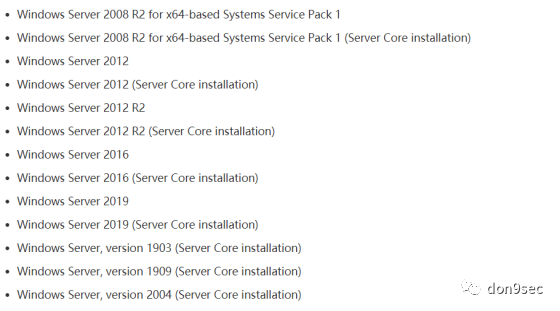 Windows Server 2008 R2 for x64-based Systems Service Pack 1
Windows Server 2008 R2 for x64-based Systems Service Pack 1 (Server Core installation)
Windows Server 2012
Windows Server 2012 (Server Core installation)
Windows Server 2012 R2
Windows Server 2012 R2 (Server Core installation)
Windows Server 2016
Windows Server 2016 (Server Core installation)
Windows Server 2019
Windows Server 2019 (Server Core installation)
Windows Server, version 1903 (Server Core installation)
Windows Server, version 1909 (Server Core installation)
Windows Server, version 2004 (Server Core installation)
don9sec